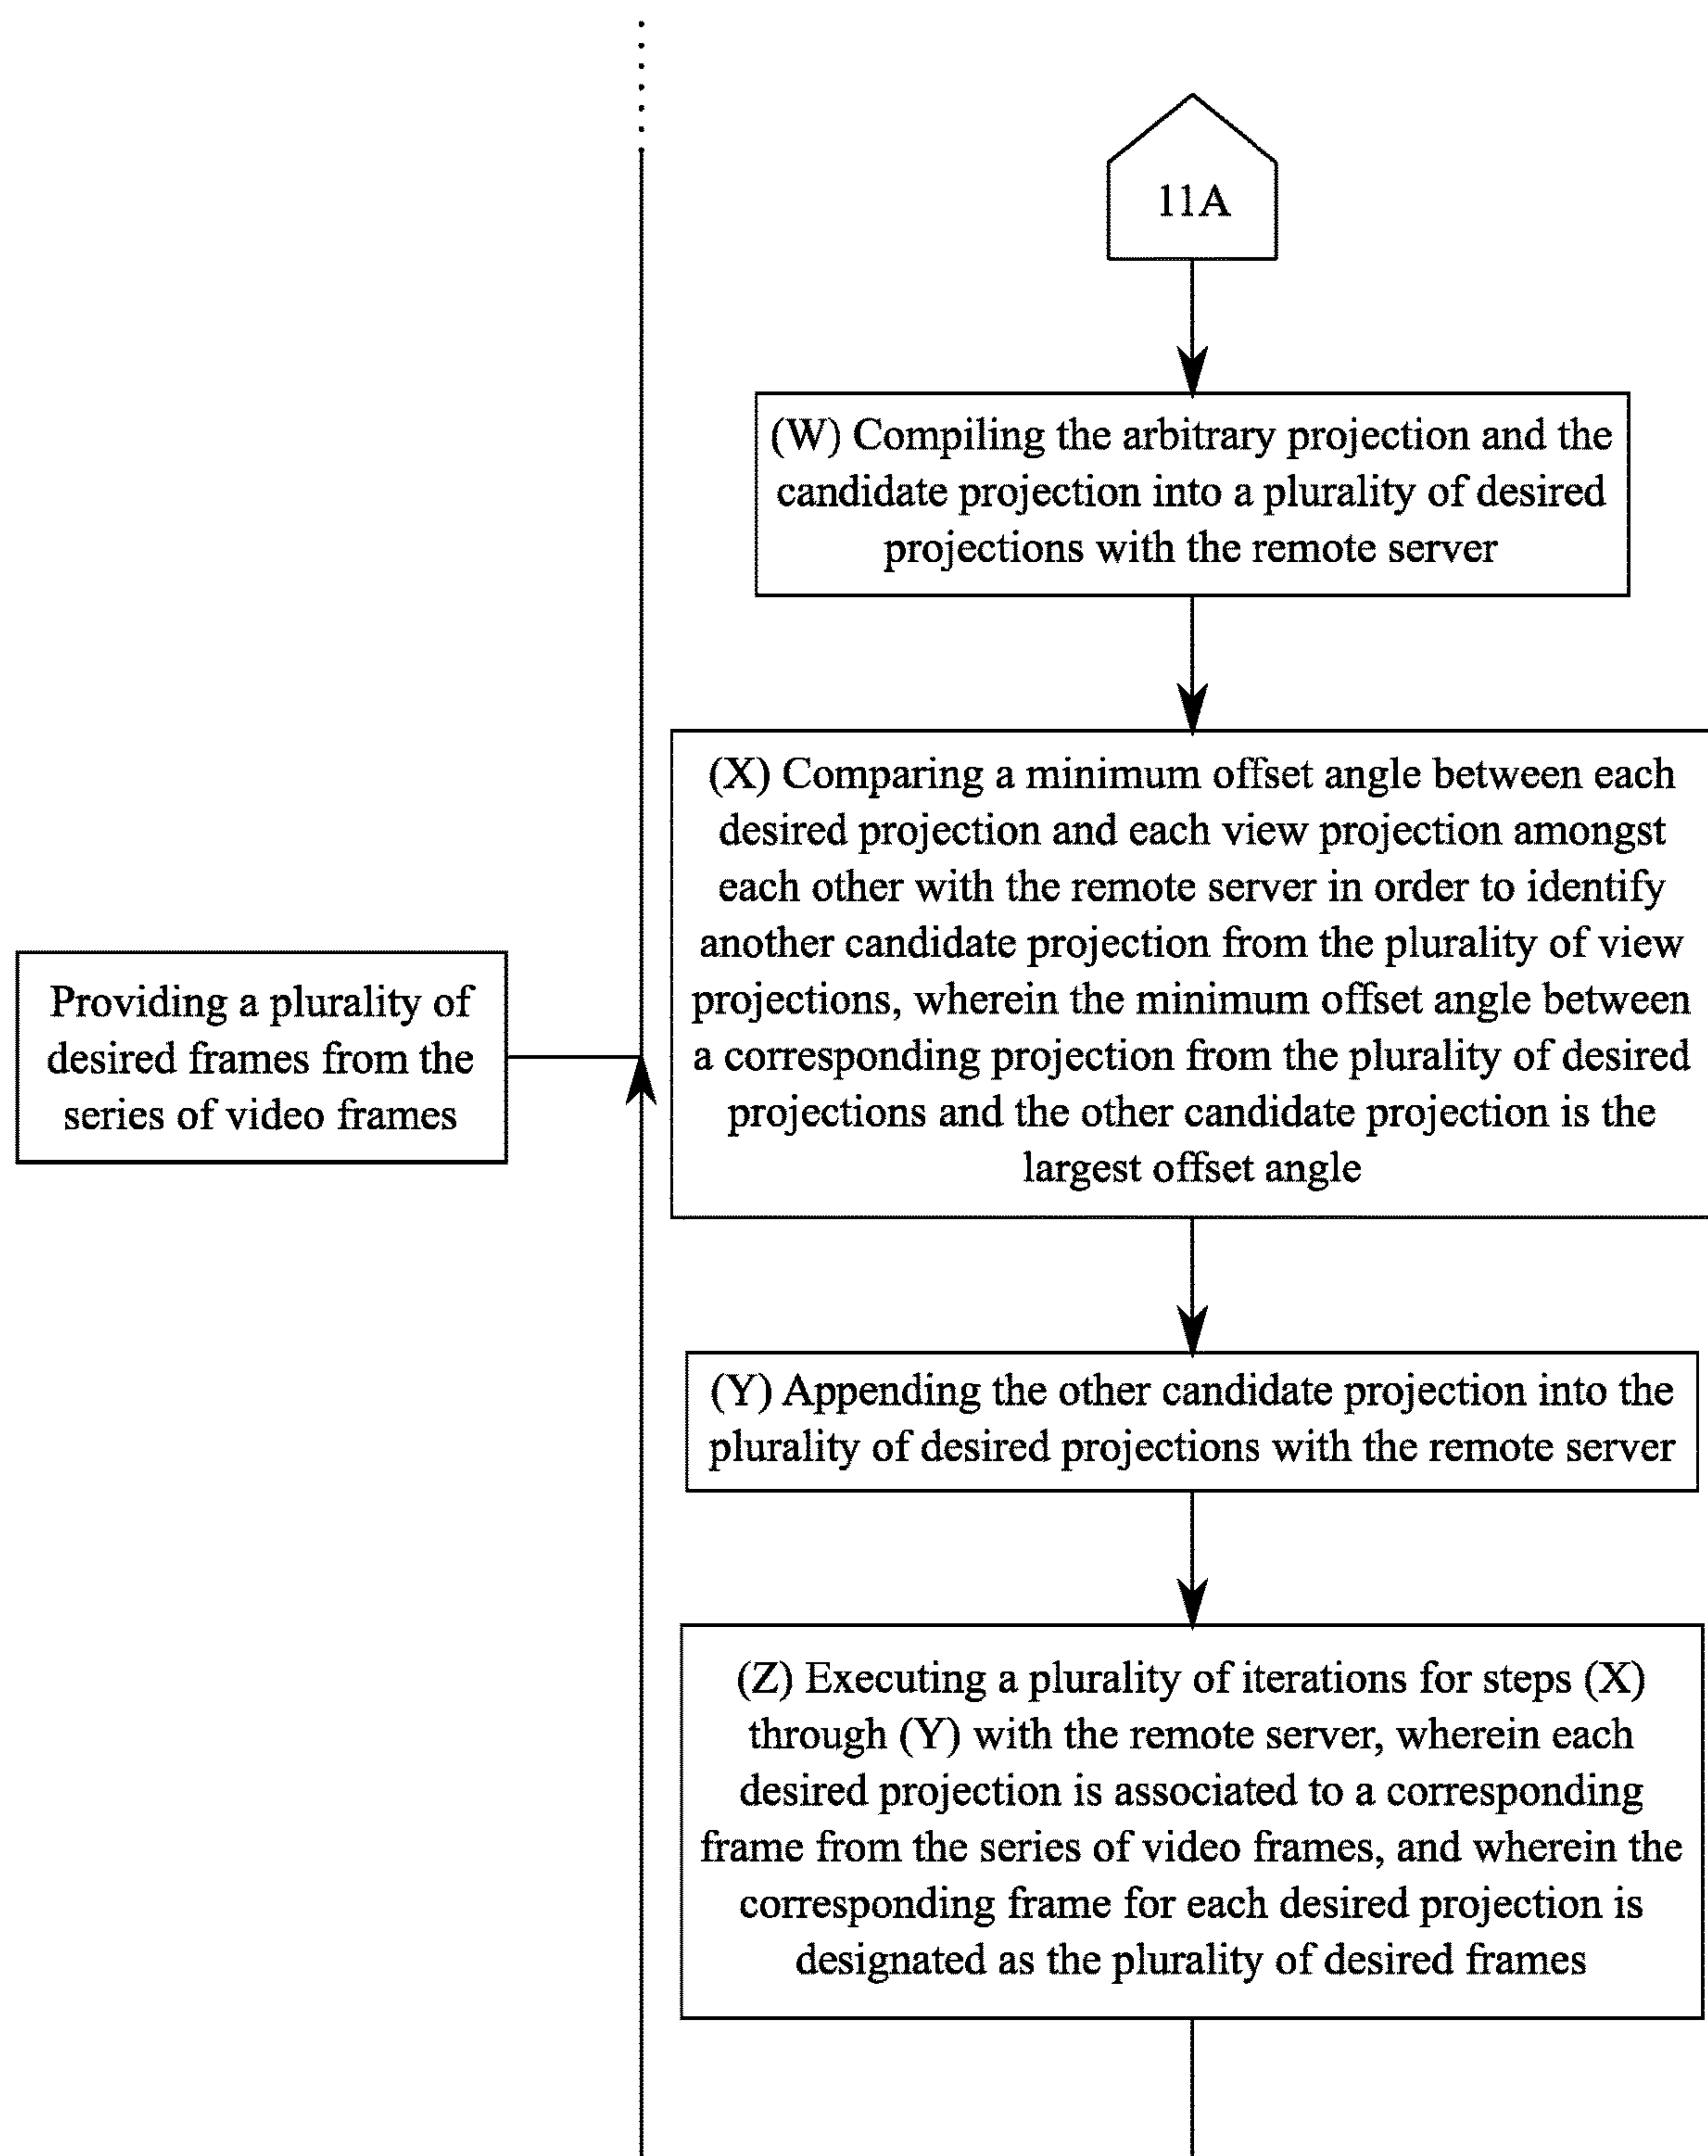 11A
(W) Compiling the arbitrary projection and the
candidate projection into a plurality of desired
projections with the remote server
(X) Comparing a minimum offset angle between each
desired projection and each view projection amongst
each other with the remote server in order to identify
another candidate projection from the plurality of view
projections, wherein the minimum offset angle between
a corresponding projection from the plurality of desired
projections and the other candidate projection is the
largest offset angle
Providing a plurality of
desired frames from the
series of video frames
(Y) Appending the other candidate projection into the
plurality of desired projections with the remote server
(Z) Executing a plurality of iterations for steps (X)
through (Y) with the remote server, wherein each
desired projection is associated to a corresponding
frame from the series of video frames, and wherein the
corresponding frame for each desired projection is
designated as the plurality of desired frames